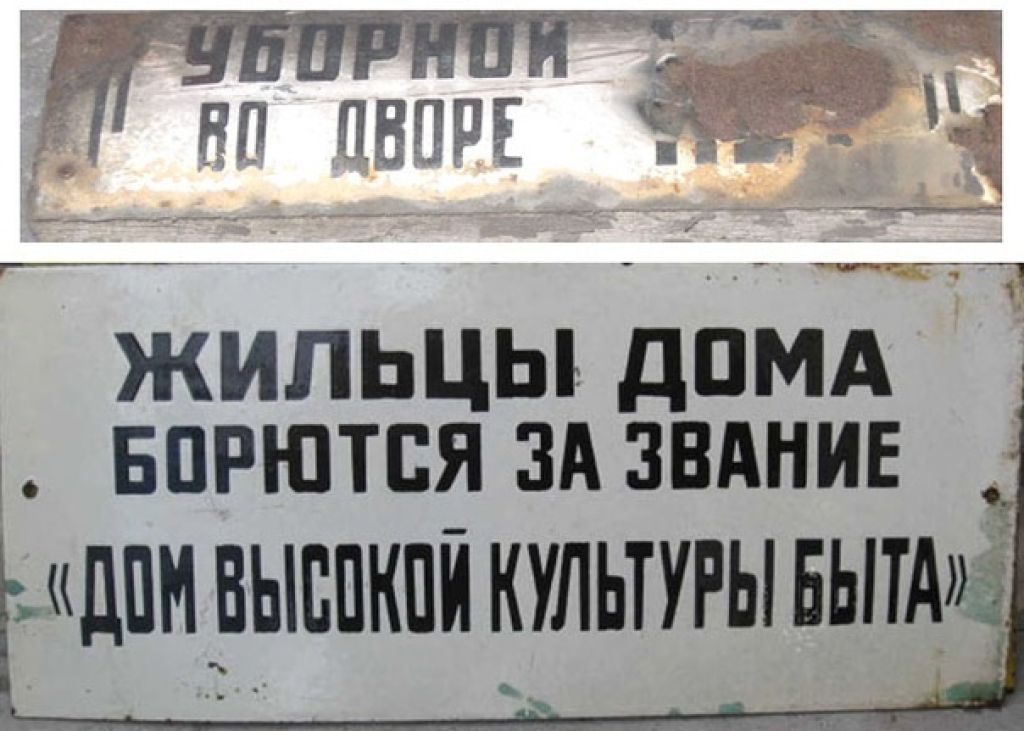 УБОРНОЙ
ВО ДВОРЕ
ЖИЛЬЦЫ ДОМА
БОРЮТСЯ ЗА ЗВАНИЕ
«ДОМ ВЫСОКОЙ КУЛЬТУРЫ БЫТА»